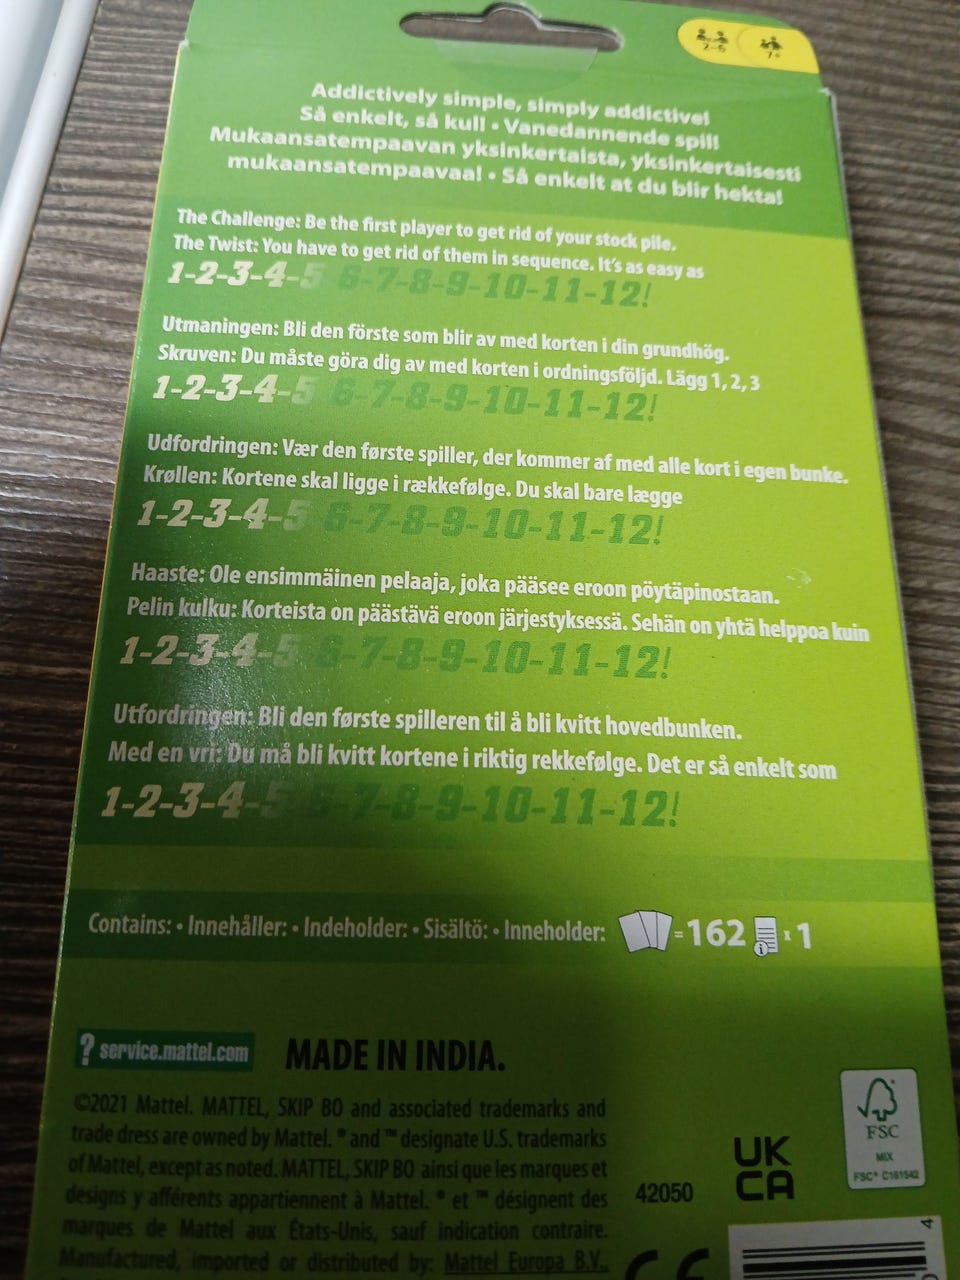 2-6
7+
Addictively simple, simply addictive!
Så enkelt, så kul! • Vanedannende spil!
Mukaansatempaavan yksinkertaista, yksinkertaisesti
mukaansatempaavaa! • Så enkelt at du blir hekta!
The Challenge: Be the first player to get rid of your stock pile.
The Twist: You have to get rid of them in sequence. It's as easy as
1-2-3-4-5-6-7-8-9-10-11-12!
Utmaningen: Bli den förste som blir av med korten i din grundhög.
Skruven: Du måste göra dig av med korten i ordningsföljd. Lägg 1, 2, 3
1-2-3-4-5-6-7-8-9-10-11-12!
Udfordringen: Vær den første spiller, der kommer af med alle kort i egen bunke.
Krøllen: Kortene skal ligge i rækkefølge. Du skal bare lægge
1-2-3-4-5-6-7-8-9-10-11-12!
Haaste: Ole ensimmäinen pelaaja, joka pääsee eroon pöytäpinostaan.
Pelin kulku: Korteista on päästävä eroon järjestyksessä. Sehän on yhtä helppoa kuin
1-2-3-4-5-6-7-8-9-10-11-12!
Utfordringen: Bli den første spilleren til å bli kvitt hovedbunken.
Med en vri: Du må bli kvitt kortene i riktig rekkefølge. Det er så enkelt som
1-2-3-4-5-6-7-8-9-10-11-12!
Contains: • Innehåller: • Indeholder: • Sisältö: • Inneholder: = 162 x 1
? service.mattel.com MADE IN INDIA.
©2021 Mattel. MATTEL, SKIP BO and associated trademarks and
trade dress are owned by Mattel. ® and ™ designate U.S. trademarks
of Mattel, except as noted. MATTEL, SKIP BO ainsi que les marques et
designs y afférents appartiennent à Mattel. ® et ™ désignent des
marques de Mattel aux États-Unis, sauf indication contraire.
Manufactured, imported or distributed by: Mattel Europa B.V.,
42050
UK
CA
CE
FSC
MIX
FSC® C161542
4